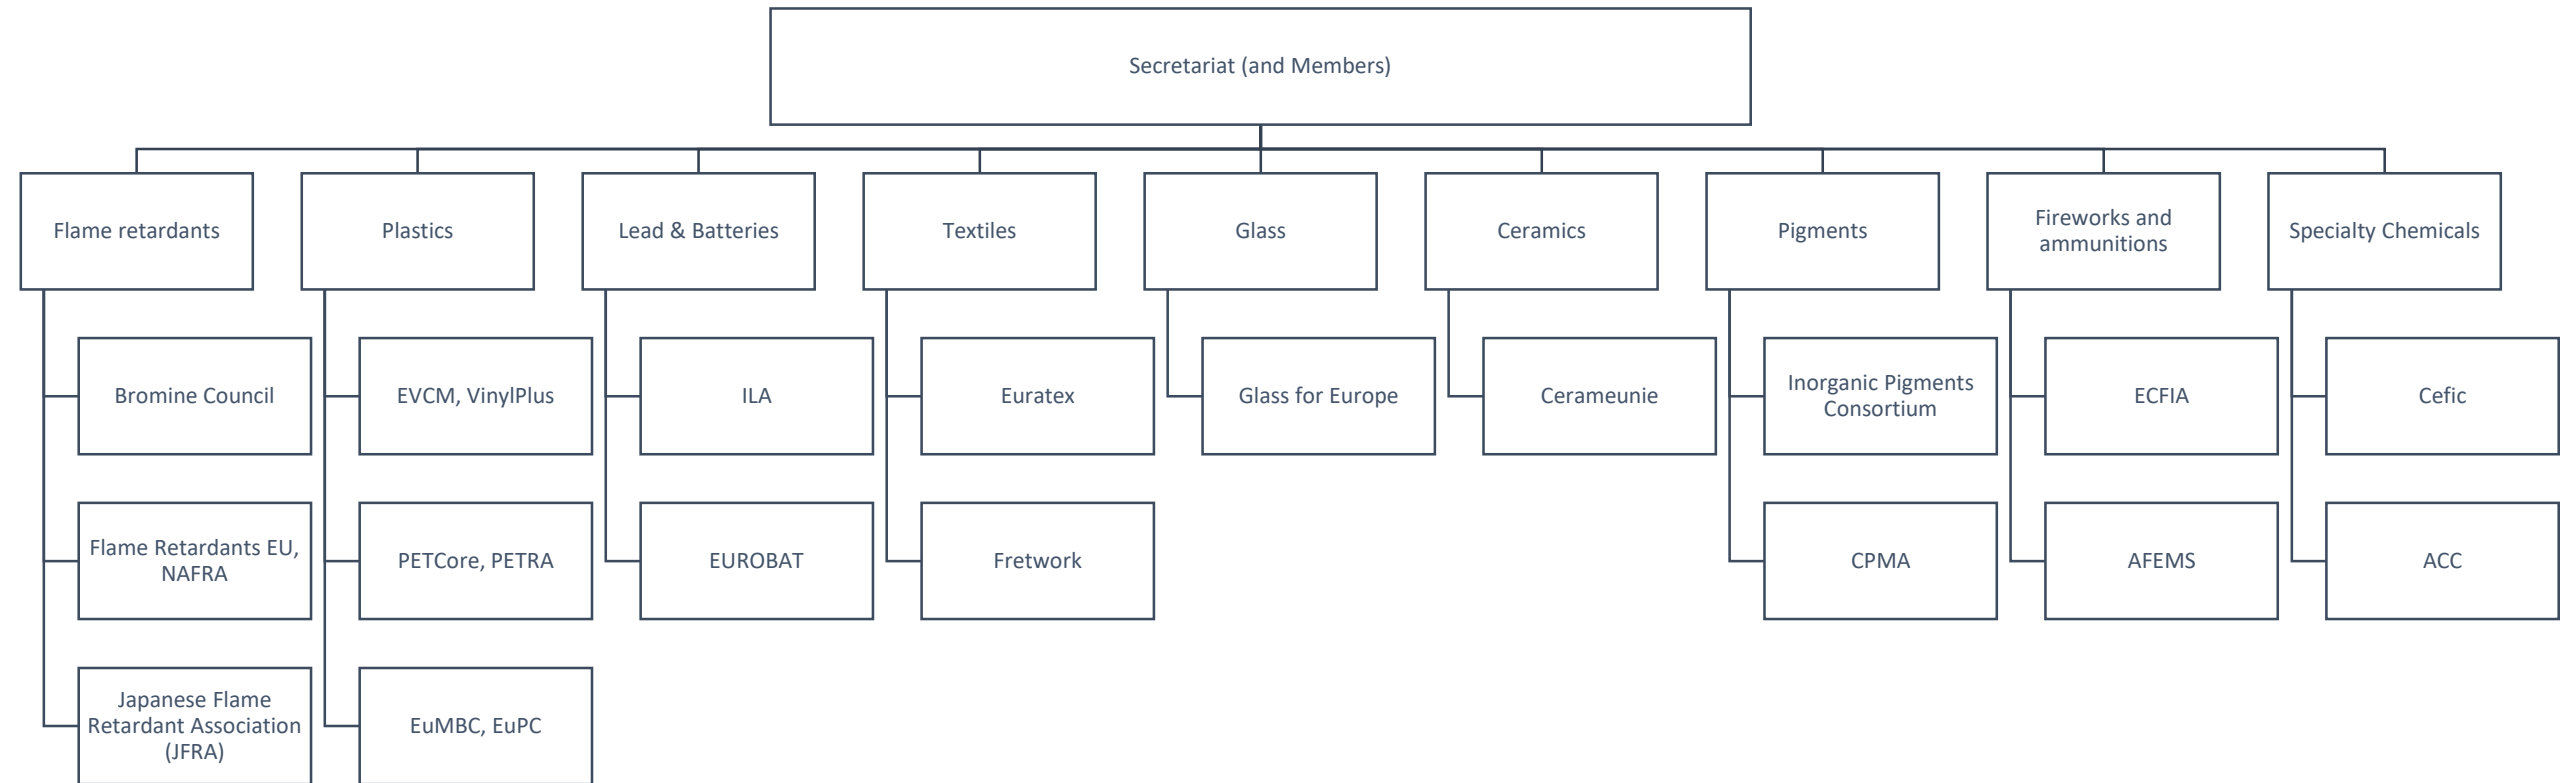 Secretariat (and Members)
Flame retardants
Plastics
Lead & Batteries
Textiles
Glass
Ceramics
Pigments
Fireworks and
ammunitions
Specialty Chemicals
Bromine Council
EVCM, VinylPlus
ILA
Euratex
Glass for Europe
Cerameunie
Inorganic Pigments
Consortium
ECFIA
Cefic
Flame Retardants EU,
NAFRA
PETCore, PETRA
EUROBAT
Fretwork
CPMA
AFEMS
ACC
Japanese Flame
Retardant Association
(JFRA)
EuMBC, EuPC